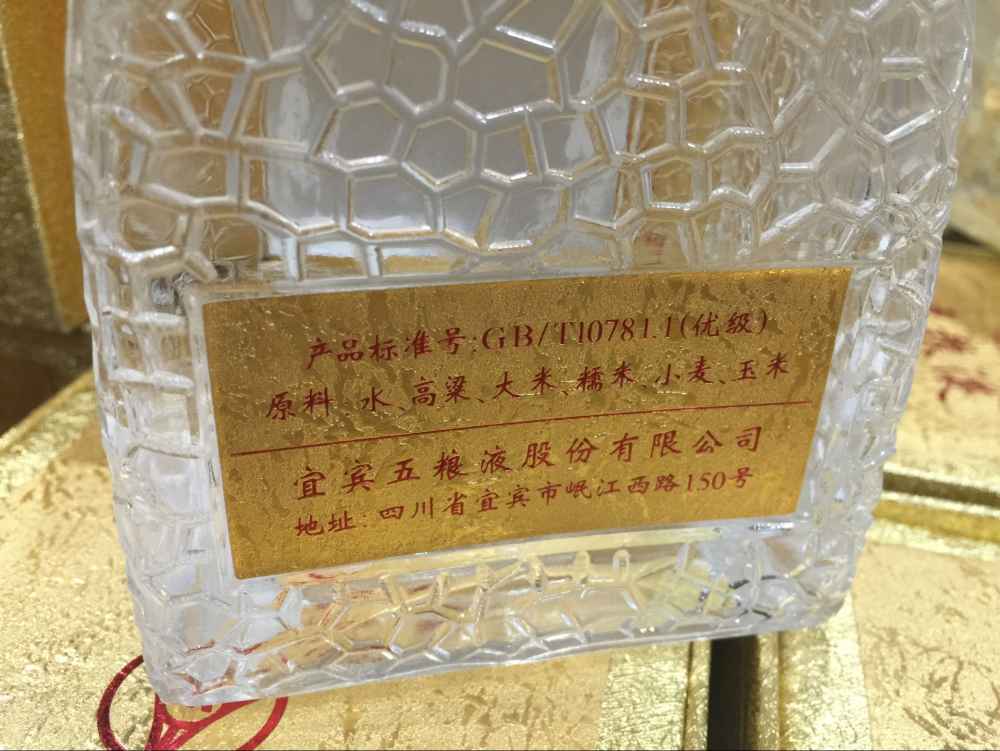 产品标准号:GB/T10781.1(优级)
原料 水、高粱、大米、糯米、小麦、玉米
宜宾五粮液股份有限公司
地址:四川省宜宾市岷江西路150号